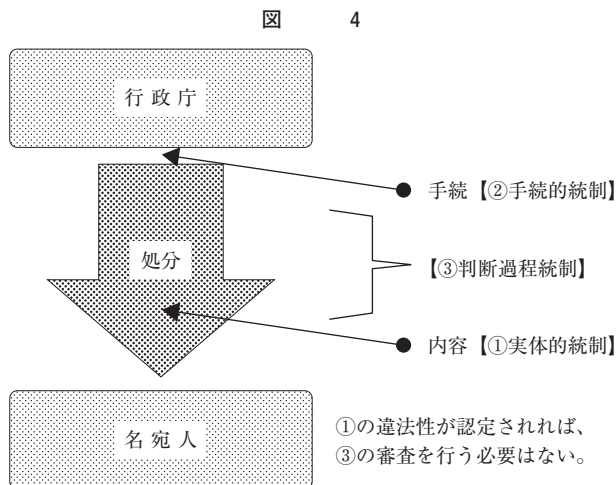 図 4
行政庁
手続【②手続的統制】
処分
【③判断過程統制】
内容【①実体的統制】
名宛人
①の違法性が認定されれば、
③の審査を行う必要はない。